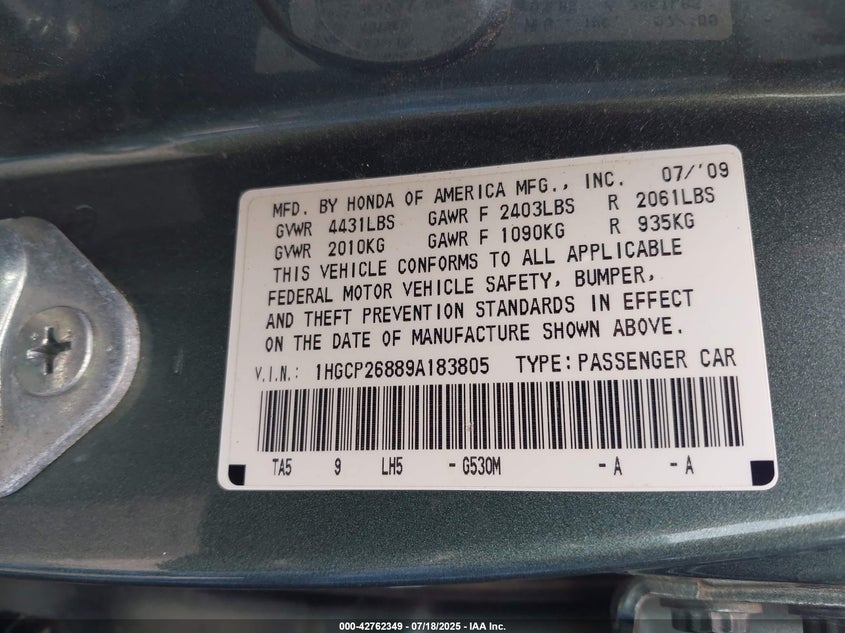 MFD. BY HONDA OF AMERICA MFG., INC. 07/'09
GVWR 4431LBS GAWR F 2403LBS R 2061LBS
GVWR 2010KG GAWR F 1090KG R 935KG
THIS VEHICLE CONFORMS TO ALL APPLICABLE
FEDERAL MOTOR VEHICLE SAFETY, BUMPER,
AND THEFT PREVENTION STANDARDS IN EFFECT
ON THE DATE OF MANUFACTURE SHOWN ABOVE.
V.I.N.: 1HGCP26889A183805 TYPE: PASSENGER CAR
TA5 9 LH5 - G530M - A - A
000-42762349 | 07/18/2025 - IAA Inc.